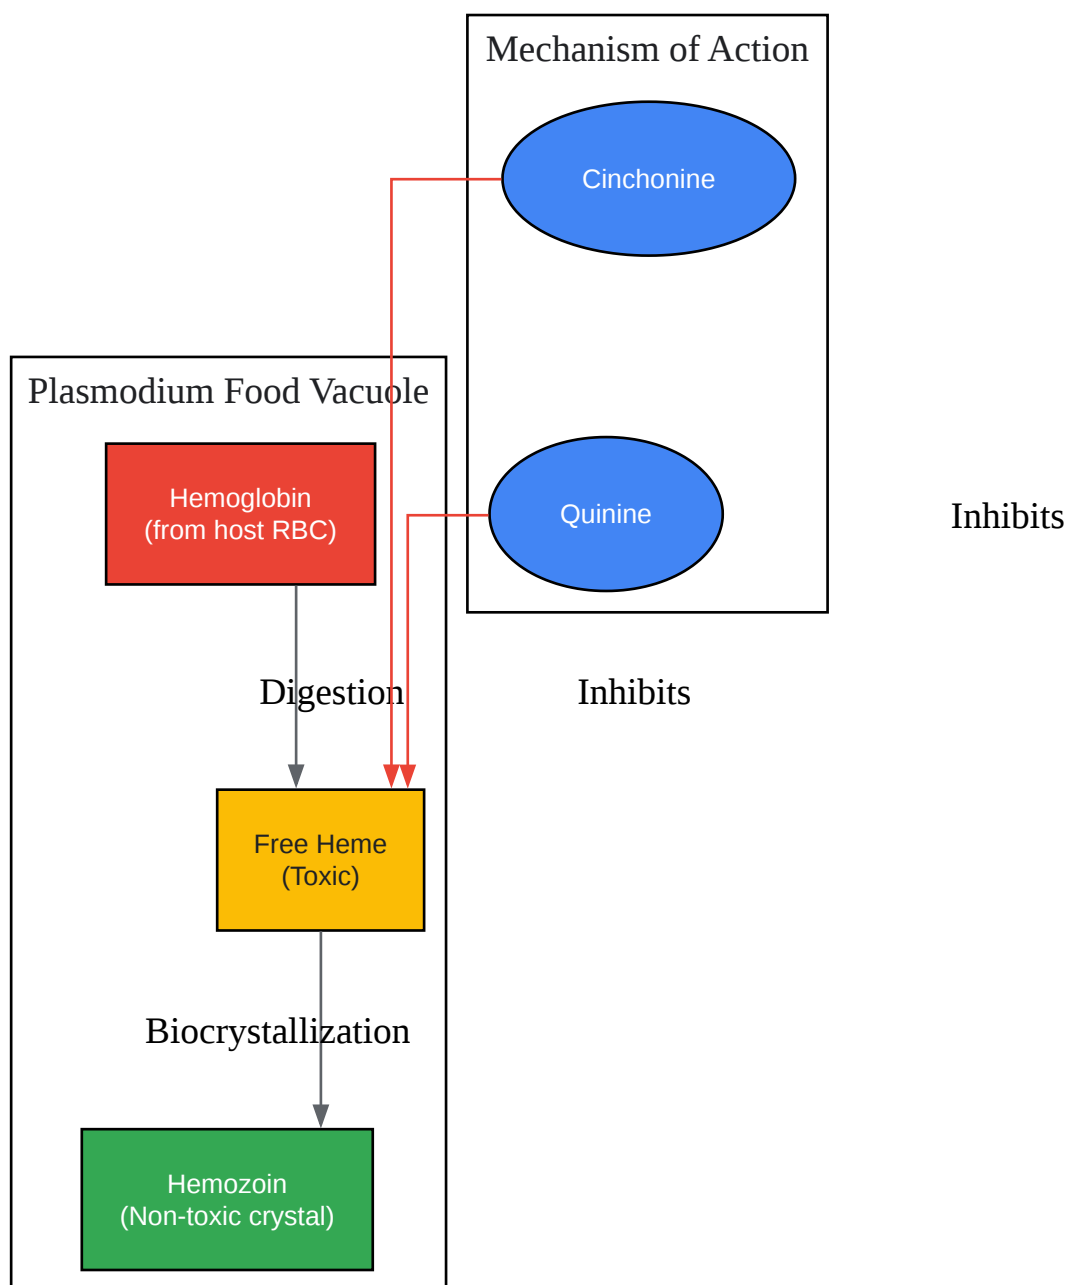 Mechanism of Action
Cinchonine
Plasmodium Food Vacuole
Hemoglobin
(from host RBC)
Quinine
Inhibits
Digestion
Inhibits
Free Heme
(Toxic)
Biocrystallization
Hemozoin
(Non-toxic crystal)